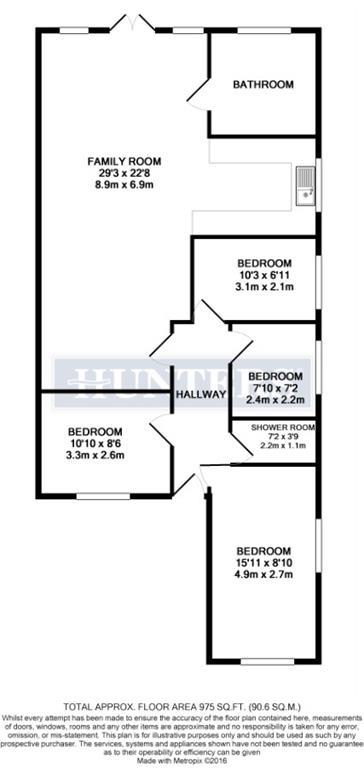 BATHROOM
FAMILY ROOM
29'3 x 22'8
8.9m x 6.9m
BEDROOM
10'3 x 6'11
3.1m x 2.1m
BEDROOM
7'10 x 7'2
2.4m x 2.2m
HALLWAY
BEDROOM
10'10 x 8'6
3.3m x 2.6m
SHOWER ROOM
7'2 x 3'9
2.2m x 1.1m
BEDROOM
15'11 x 8'10
4.9m x 2.7m
TOTAL APPROX. FLOOR AREA 975 SQ.FT. (90.6 SQ.M.)
Whilst every attempt has been made to ensure the accuracy of the floor plan contained here, measurements
of doors, windows, rooms and any other items are approximate and no responsibility is taken for any error,
omission, or mis-statement. This plan is for illustrative purposes only and should be used as such by any
prospective purchaser. The services, systems and appliances shown have not been tested and no guarantee
as to their operability or efficiency can be given
Made with Metropix ©2016